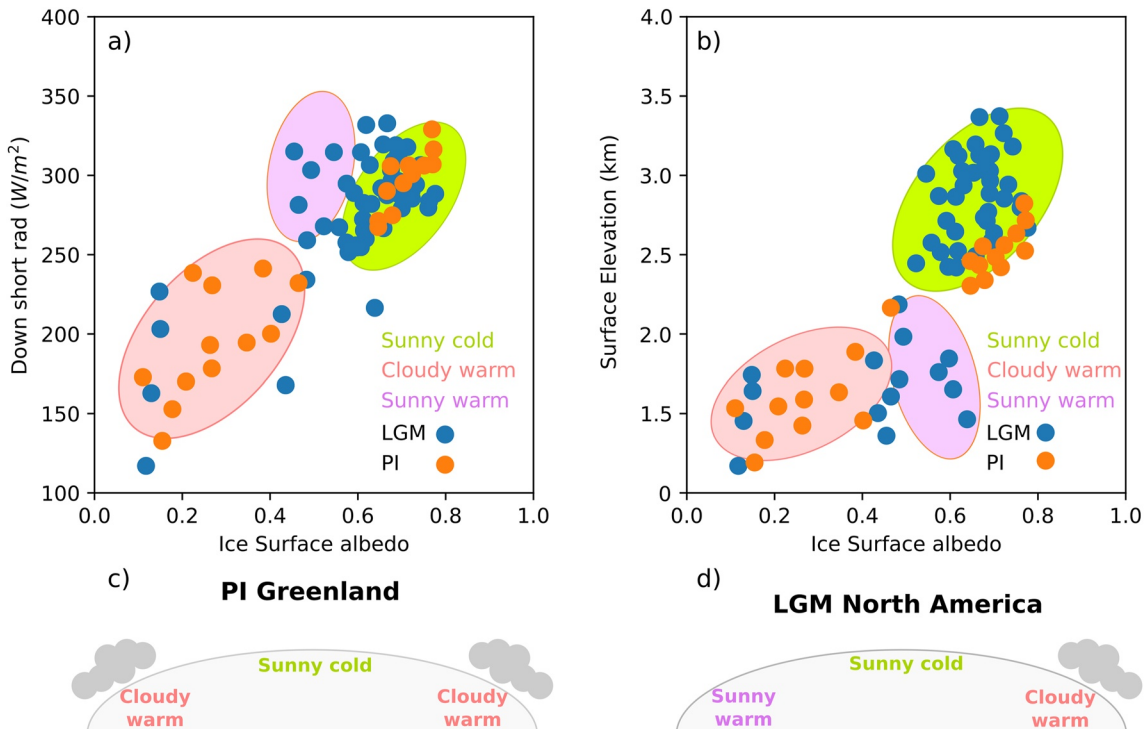 a)
400
350
300
250
200
150
100
Down short rad (W/m²)
0.0 0.2 0.4 0.6 0.8 1.0
Ice Surface albedo
Sunny cold
Cloudy warm
Sunny warm
LGM
PI
b)
4.0
3.5
3.0
2.5
2.0
1.5
0
Surface Elevation (km)
0.0 0.2 0.4 0.6 0.8 1.0
Ice Surface albedo
Sunny cold
Cloudy warm
Sunny warm
LGM
PI
c)
PI Greenland
Sunny cold
Cloudy
warm
Cloudy
warm
d)
LGM North America
Sunny cold
Sunny
warm
Cloudy
warm